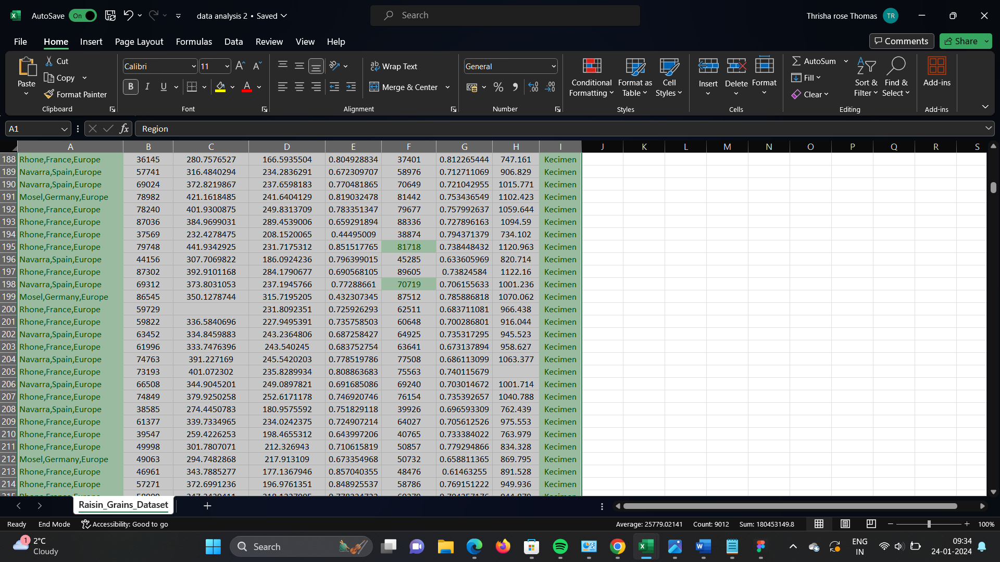 AutoSave On data analysis 2 • Saved Search Thrisha rose Thomas TR
File Home Insert Page Layout Formulas Data Review View Help Comments Share
Paste Cut Copy Format Painter Clipboard
Calibri 11 B I U A Font
Wrap Text Merge & Center Alignment
General % Number
Conditional Formatting Format as Table Cell Styles Styles
Insert Delete Format Cells
AutoSum Fill Clear Sort & Filter Find & Select Editing
Add-ins Add-ins
A1 fx Region
A B C D E F G H I J K L M N O P Q R S
188 Rhone,France,Europe 36145 280.7576527 166.5935504 0.804928834 37401 0.812265444 747.161 Kecimen
189 Navarra,Spain,Europe 57741 316.4840294 234.2836291 0.672309707 58976 0.712711069 906.829 Kecimen
190 Navarra,Spain,Europe 69024 372.8219867 237.6598183 0.770481865 70649 0.721042955 1015.771 Kecimen
191 Mosel,Germany,Europe 78982 421.1618485 241.6404129 0.819032478 81442 0.753436549 1102.423 Kecimen
192 Rhone,France,Europe 78240 401.9300875 249.8313709 0.783351347 79677 0.757992637 1059.644 Kecimen
193 Rhone,France,Europe 87036 384.9699031 289.4539006 0.659291894 88336 0.727896163 1094.59 Kecimen
194 Rhone,France,Europe 37569 232.4278475 208.1520065 0.44495009 38874 0.794371379 734.102 Kecimen
195 Rhone,France,Europe 79748 441.9342925 231.7175312 0.851517765 81718 0.738448432 1120.963 Kecimen
196 Navarra,Spain,Europe 44156 307.7069822 186.0924236 0.796399015 45285 0.633605969 820.714 Kecimen
197 Rhone,France,Europe 87302 392.9101168 284.1790677 0.690568105 89605 0.73824584 1122.16 Kecimen
198 Navarra,Spain,Europe 69312 373.8031053 237.1945766 0.77288661 70719 0.706155633 1001.236 Kecimen
199 Mosel,Germany,Europe 86545 350.1278744 315.7195205 0.432307345 87512 0.785886818 1070.062 Kecimen
200 Rhone,France,Europe 59729 231.8092351 0.725926293 62511 0.683711081 966.438 Kecimen
201 Rhone,France,Europe 59822 336.5840696 227.9495391 0.735758503 60648 0.700286801 916.044 Kecimen
202 Navarra,Spain,Europe 63452 334.8459883 243.2364806 0.687258427 64925 0.735317295 945.523 Kecimen
203 Rhone,France,Europe 61996 333.7476396 243.540245 0.683752754 63641 0.673137894 958.627 Kecimen
204 Navarra,Spain,Europe 74763 391.227169 245.5420203 0.778519786 77508 0.686113099 1063.377 Kecimen
205 Rhone,France,Europe 73193 401.072302 235.8289934 0.808863683 75563 0.740115679 Kecimen
206 Navarra,Spain,Europe 66508 344.9045201 249.0897821 0.691685086 69240 0.703014672 1001.714 Kecimen
207 Rhone,France,Europe 74849 379.9250258 252.6171178 0.746920746 76154 0.735392657 1040.788 Kecimen
208 Navarra,Spain,Europe 38585 274.4450783 180.9575592 0.751829118 39926 0.696593309 762.439 Kecimen
209 Rhone,France,Europe 61377 339.7334965 234.0242375 0.724907214 64027 0.705612526 975.553 Kecimen
210 Rhone,France,Europe 39547 259.4226253 198.4655312 0.643997206 40765 0.733384022 763.979 Kecimen
211 Rhone,France,Europe 49998 301.7807071 212.326943 0.710615819 50857 0.779294866 834.328 Kecimen
212 Mosel,Germany,Europe 49063 294.7482868 217.913109 0.673354968 50732 0.658811365 869.795 Kecimen
213 Rhone,France,Europe 46961 343.7885277 177.1367946 0.857040355 48476 0.61463255 891.528 Kecimen
214 Rhone,France,Europe 57271 372.6991236 196.9761351 0.848925537 58786 0.769151222 949.936 Kecimen
Raisin_Grains_Dataset
Ready End Mode Accessibility: Good to go Average: 25779.02141 Count: 9012 Sum: 180453149.8 100%
1 2°C Cloudy Search ENG IN 09:34 24-01-2024